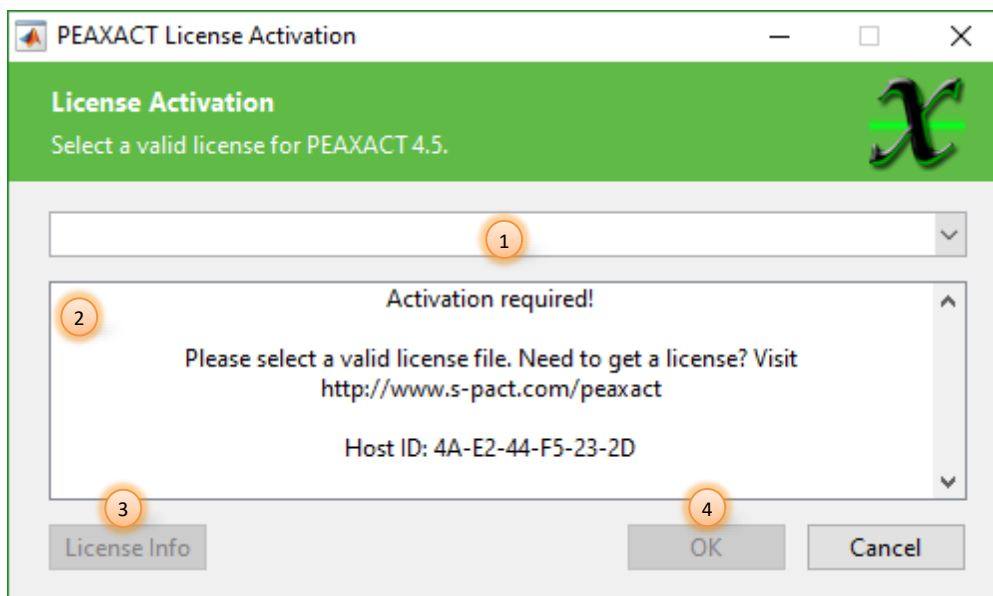 PEAXACT License Activation
License Activation
Select a valid license for PEAXACT 4.5.
1
2
Activation required!
Please select a valid license file. Need to get a license? Visit
http://www.s-pact.com/peaxact
Host ID: 4A-E2-44-F5-23-2D
3
4
License Info
OK
Cancel